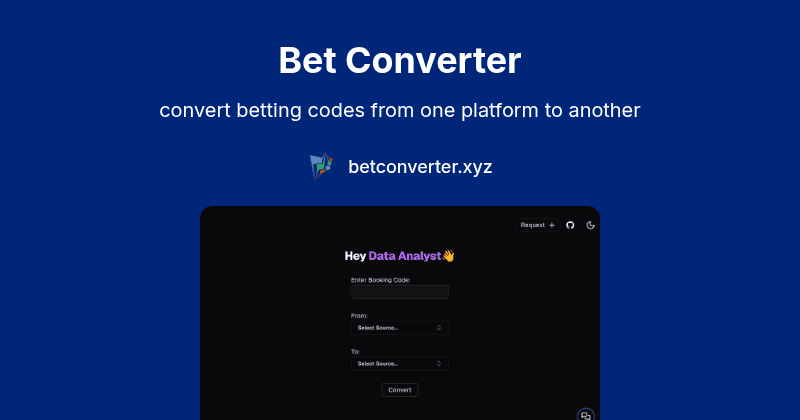 Bet Converter
convert betting codes from one platform to another
betconverter.xyz
Request +
Hey Data Analyst👋
Enter Booking Code:
From:
Select Source...
To:
Select Source...
Convert